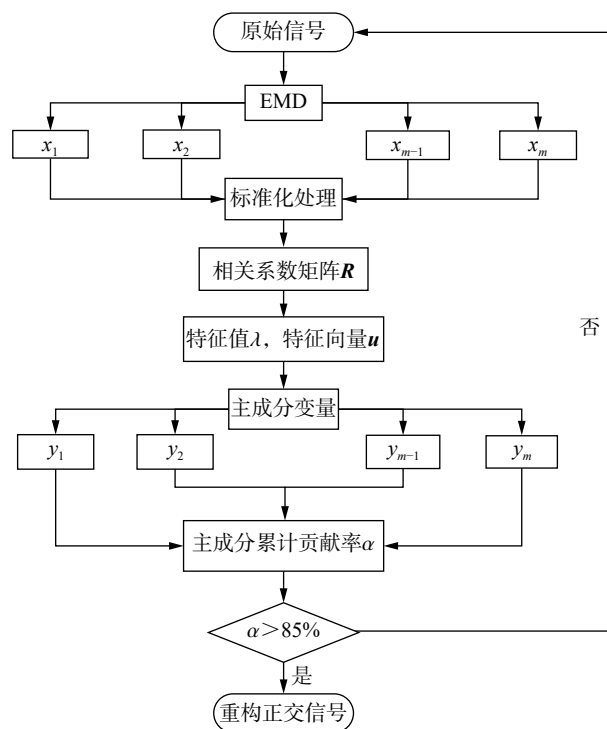 原始信号
EMD
x₁
x₂
xₘ₋₁
xₘ
标准化处理
相关系数矩阵R
特征值λ，特征向量u
否
主成分变量
y₁
y₂
yₘ₋₁
yₘ
主成分累计贡献率α
α＞85%
是
重构正交信号